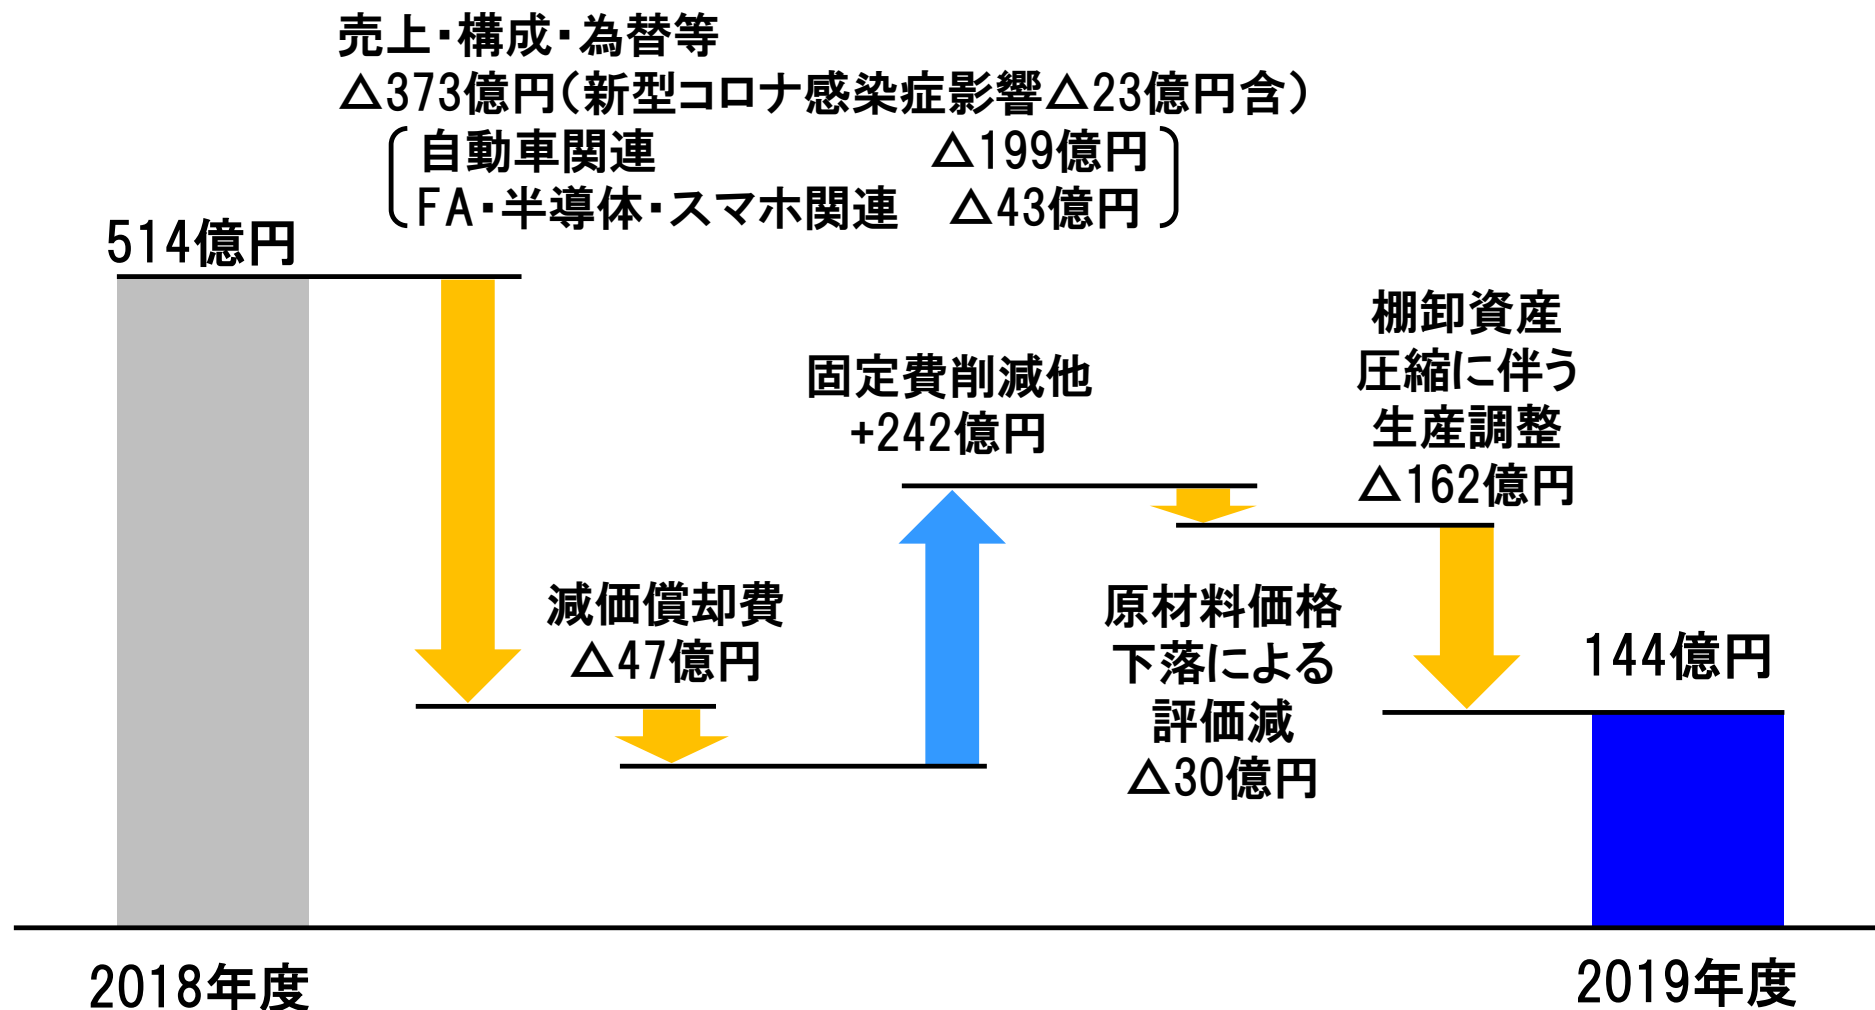 売上・構成・為替等
△373億円(新型コロナ感染症影響△23億円含)
自動車関連 △199億円
FA・半導体・スマホ関連 △43億円
514億円
減価償却費
△47億円
固定費削減他
+242億円
原材料価格
下落による
評価減
△30億円
棚卸資産
圧縮に伴う
生産調整
△162億円
144億円
2018年度
2019年度